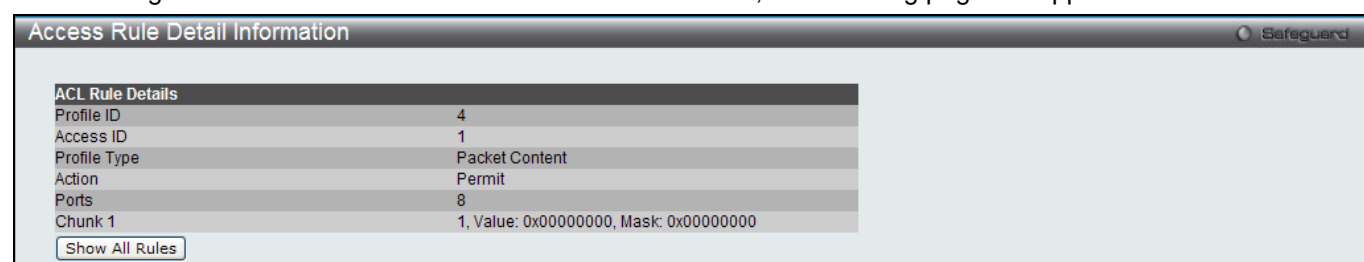 Access Rule Detail Information
Safeguard
ACL Rule Details
Profile ID 4
Access ID 1
Profile Type Packet Content
Action Permit
Ports 8
Chunk 1 1, Value: 0x00000000, Mask: 0x00000000
Show All Rules